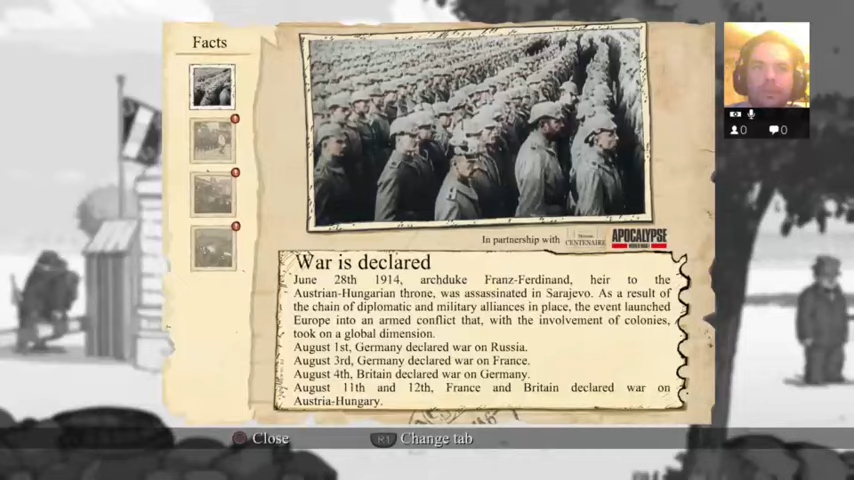 Facts
In partnership with
CENTENAIRE
APOCALYPSE
WORLD WAR I
0
0
War is declared
June 28th 1914, archduke Franz-Ferdinand, heir to the
Austrian-Hungarian throne, was assassinated in Sarajevo. As a result of
the chain of diplomatic and military alliances in place, the event launched
Europe into an armed conflict that, with the involvement of colonies,
took on a global dimension.
August 1st, Germany declared war on Russia.
August 3rd, Germany declared war on France.
August 4th, Britain declared war on Germany.
August 11th and 12th, France and Britain declared war on
Austria-Hungary.
Close
R1 Change tab